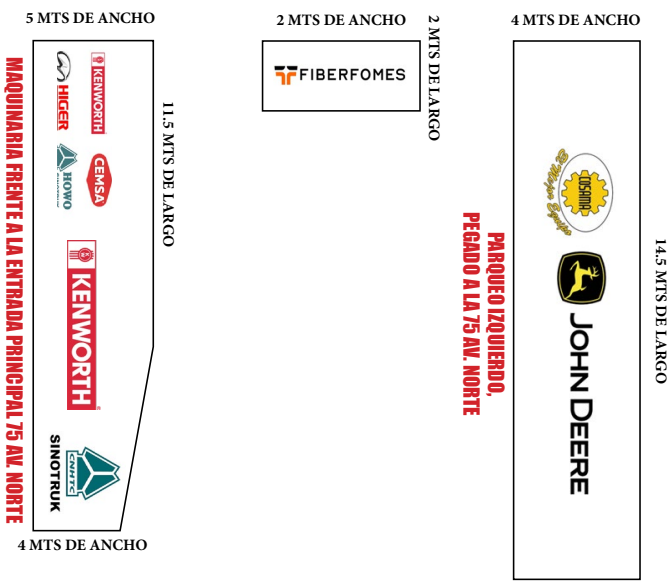 5 MTS DE ANCHO
KENWORTH
HIGER
CEMSA
HOWO
KENWORTH
CNHTC
SINOTRUK
4 MTS DE ANCHO
11.5 MTS DE LARGO
MAQUINARIA FRENTE A LA ENTRADA PRINCIPAL 75 AV. NORTE
2 MTS DE ANCHO
FIBERFOMES
2 MTS DE LARGO
4 MTS DE ANCHO
COSAMA
JOHN DEERE
14.5 MTS DE LARGO
PARQUEO IZQUIERDO,
PEGADO A LA 75 AV. NORTE